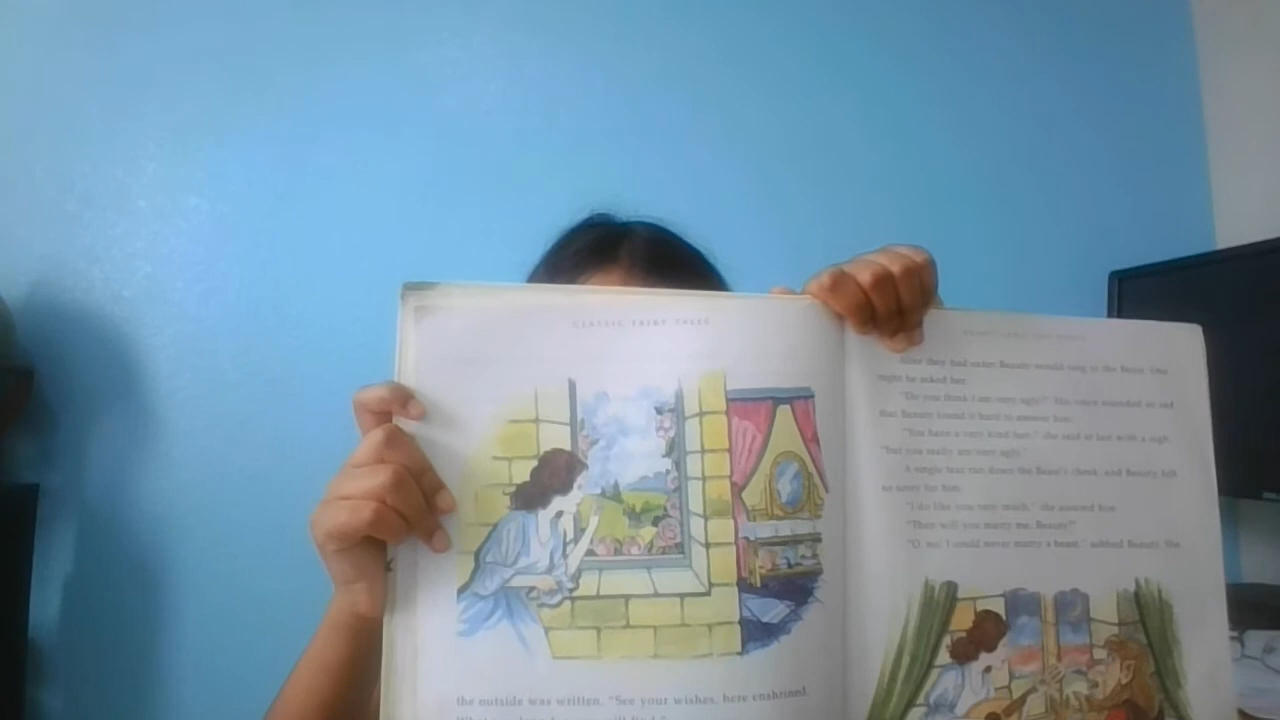 CLASSIC FAIRY TALES
the outside was written, "See your wishes, here enshrined.
After they had eaten Beauty would sing to the Beast. One
night he asked her:
"Do you think I am very ugly?" His voice sounded so sad
that Beauty found it hard to answer him.
"You have a very kind heart," she said at last with a sigh,
"but you really are very ugly."
A single tear ran down the Beast's cheek, and Beauty felt
so sorry for him.
"I do like you very much," she assured him.
"Then will you marry me, Beauty?"
"O, no! I could never marry a beast," sobbed Beauty. She